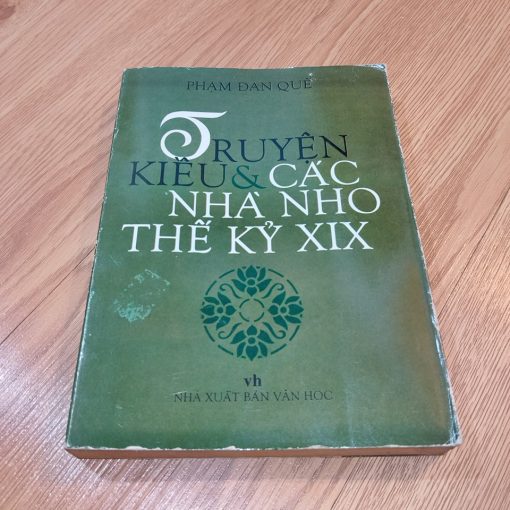 PHẠM ĐAN QUẾ
TRUYỆN
KIỀU & CÁC
NHÀ NHO
THẾ KỶ XIX
vh
NHÀ XUẤT BẢN VĂN HỌC